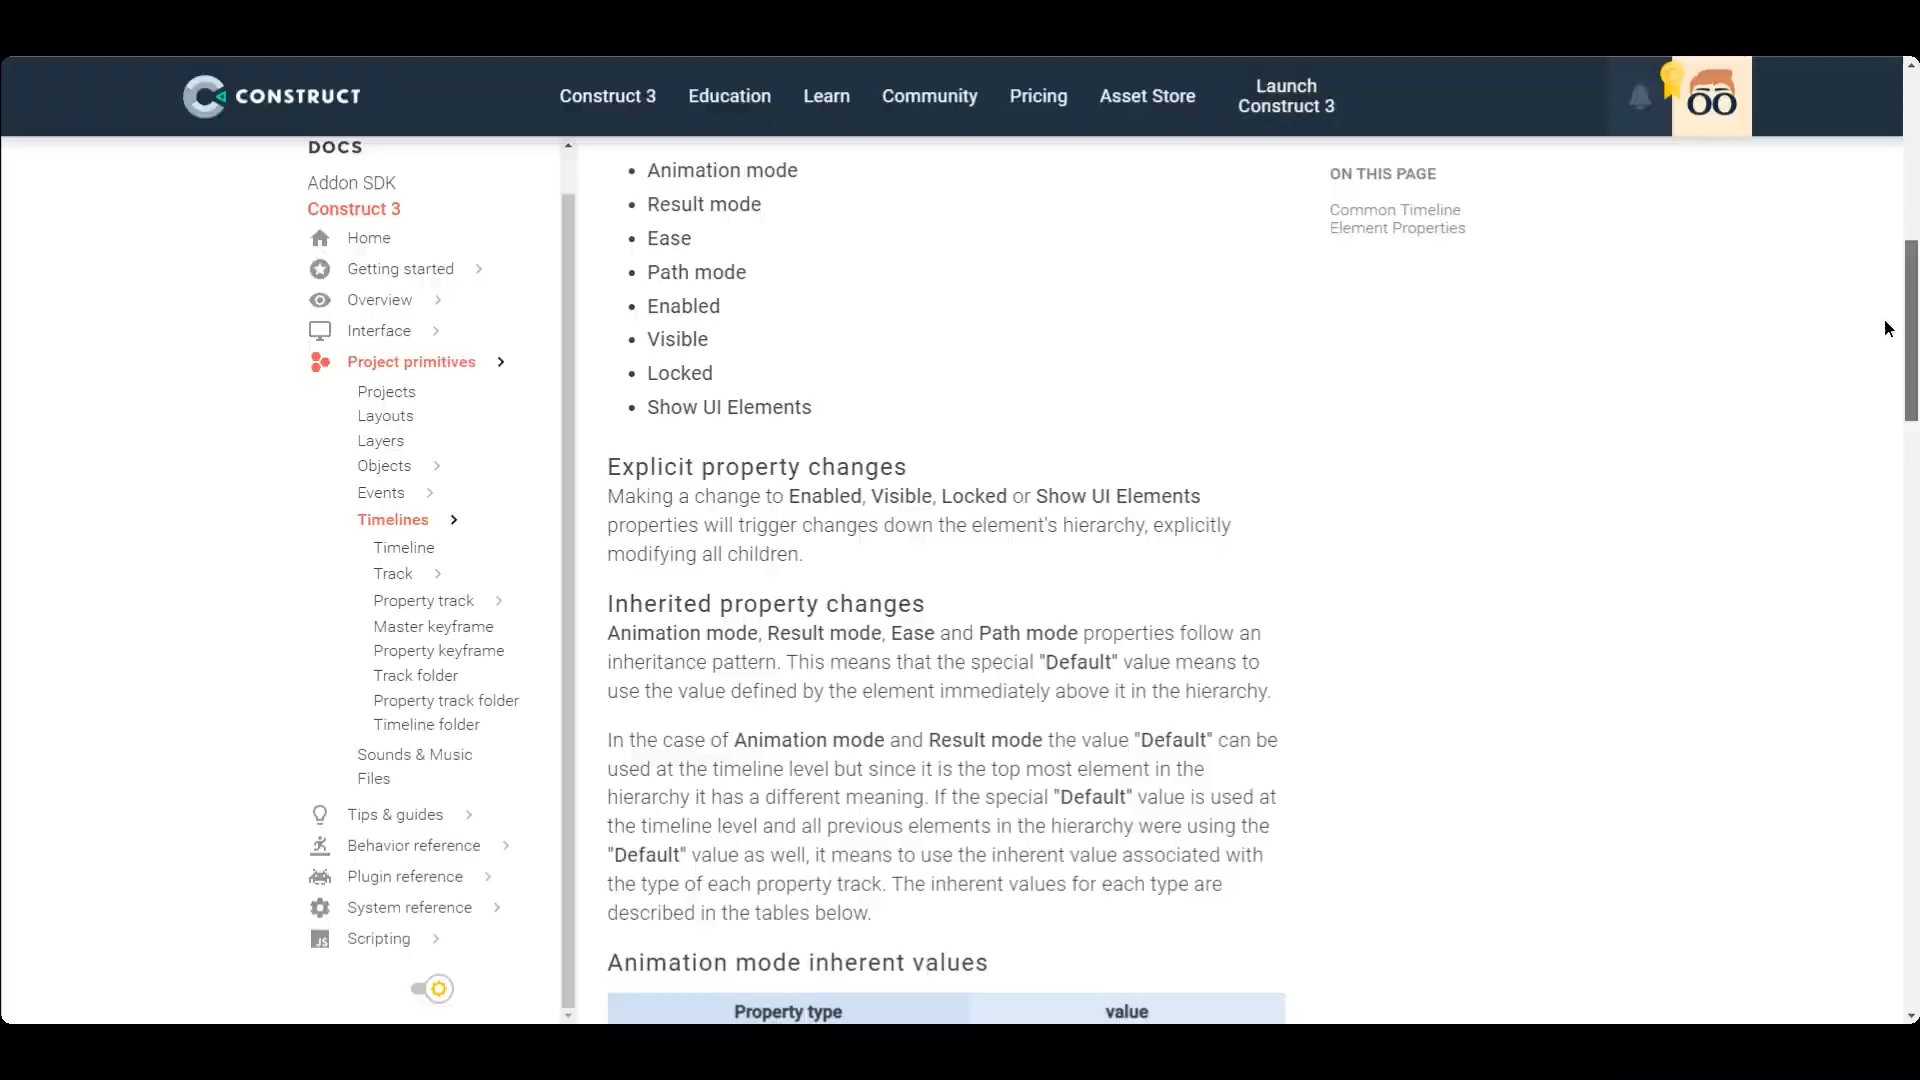 CONSTRUCT
Construct 3
Education
Learn
Community
Pricing
Asset Store
Launch
Construct 3
DOCS
Addon SDK
Construct 3
Home
Getting started
Overview
Interface
Project primitives
Projects
Layouts
Layers
Objects
Events
Timelines
Timeline
Track
Property track
Master keyframe
Property keyframe
Track folder
Property track folder
Timeline folder
Sounds & Music
Files
Tips & guides
Behavior reference
Plugin reference
System reference
JS
Scripting
• Animation mode
• Result mode
• Ease
• Path mode
• Enabled
• Visible
• Locked
• Show UI Elements
Explicit property changes
Making a change to Enabled, Visible, Locked or Show UI Elements
properties will trigger changes down the element's hierarchy, explicitly
modifying all children.
Inherited property changes
Animation mode, Result mode, Ease and Path mode properties follow an
inheritance pattern. This means that the special "Default" value means to
use the value defined by the element immediately above it in the hierarchy.
In the case of Animation mode and Result mode the value "Default" can be
used at the timeline level but since it is the top most element in the
hierarchy it has a different meaning. If the special "Default" value is used at
the timeline level and all previous elements in the hierarchy were using the
"Default" value as well, it means to use the inherent value associated with
the type of each property track. The inherent values for each type are
described in the tables below.
Animation mode inherent values
Property type
value
ON THIS PAGE
Common Timeline
Element Properties